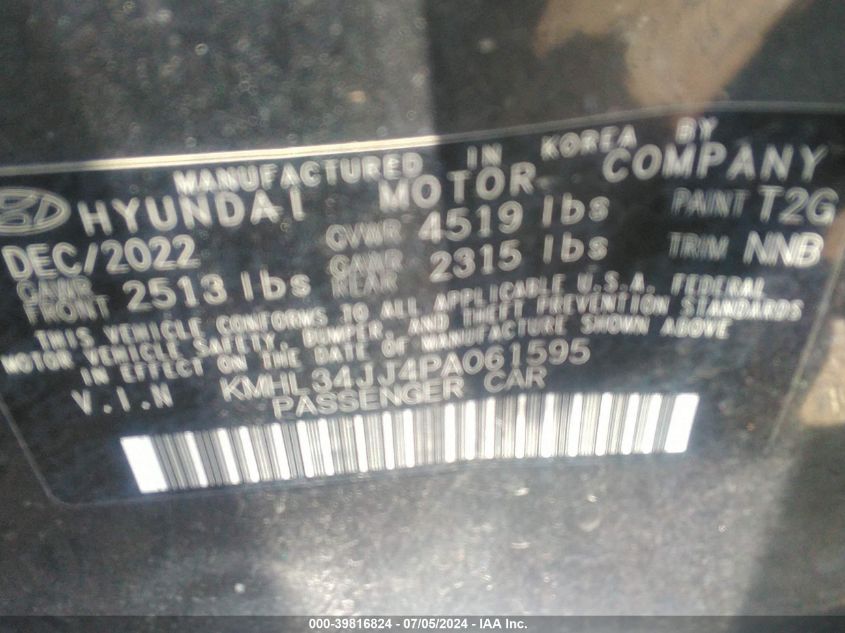 MANUFACTURED IN KOREA BY
HYUNDAI MOTOR COMPANY
DEC/2022 GVWR 4519 lbs PAINT T2G
GAWR FRONT 2513 lbs GAWR REAR 2315 lbs TRIM NNB
THIS VEHICLE CONFORMS TO ALL APPLICABLE U.S.A. FEDERAL
MOTOR VEHICLE SAFETY, BUMPER, AND THEFT PREVENTION STANDARDS
IN EFFECT ON THE DATE OF MANUFACTURE SHOWN ABOVE
V.I.N KMHL34JJ4PA061595
PASSENGER CAR
000-39816824 - 07/05/2024 - IAA Inc.